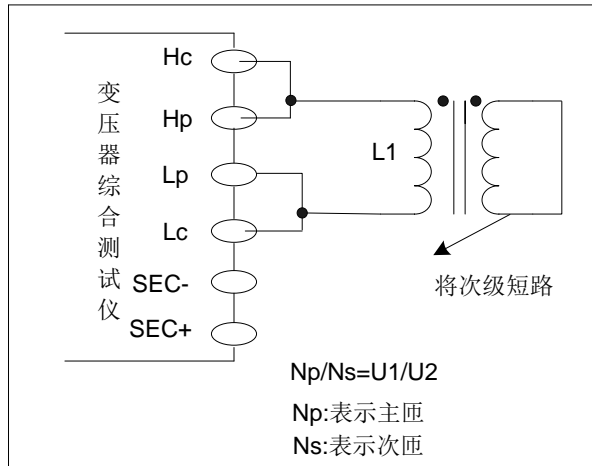 Hc
Hp
Lp
Lc
SEC-
SEC+
变压器综合测试仪
L1
将次级短路
Np/Ns=U1/U2
Np:表示主匝
Ns:表示次匝